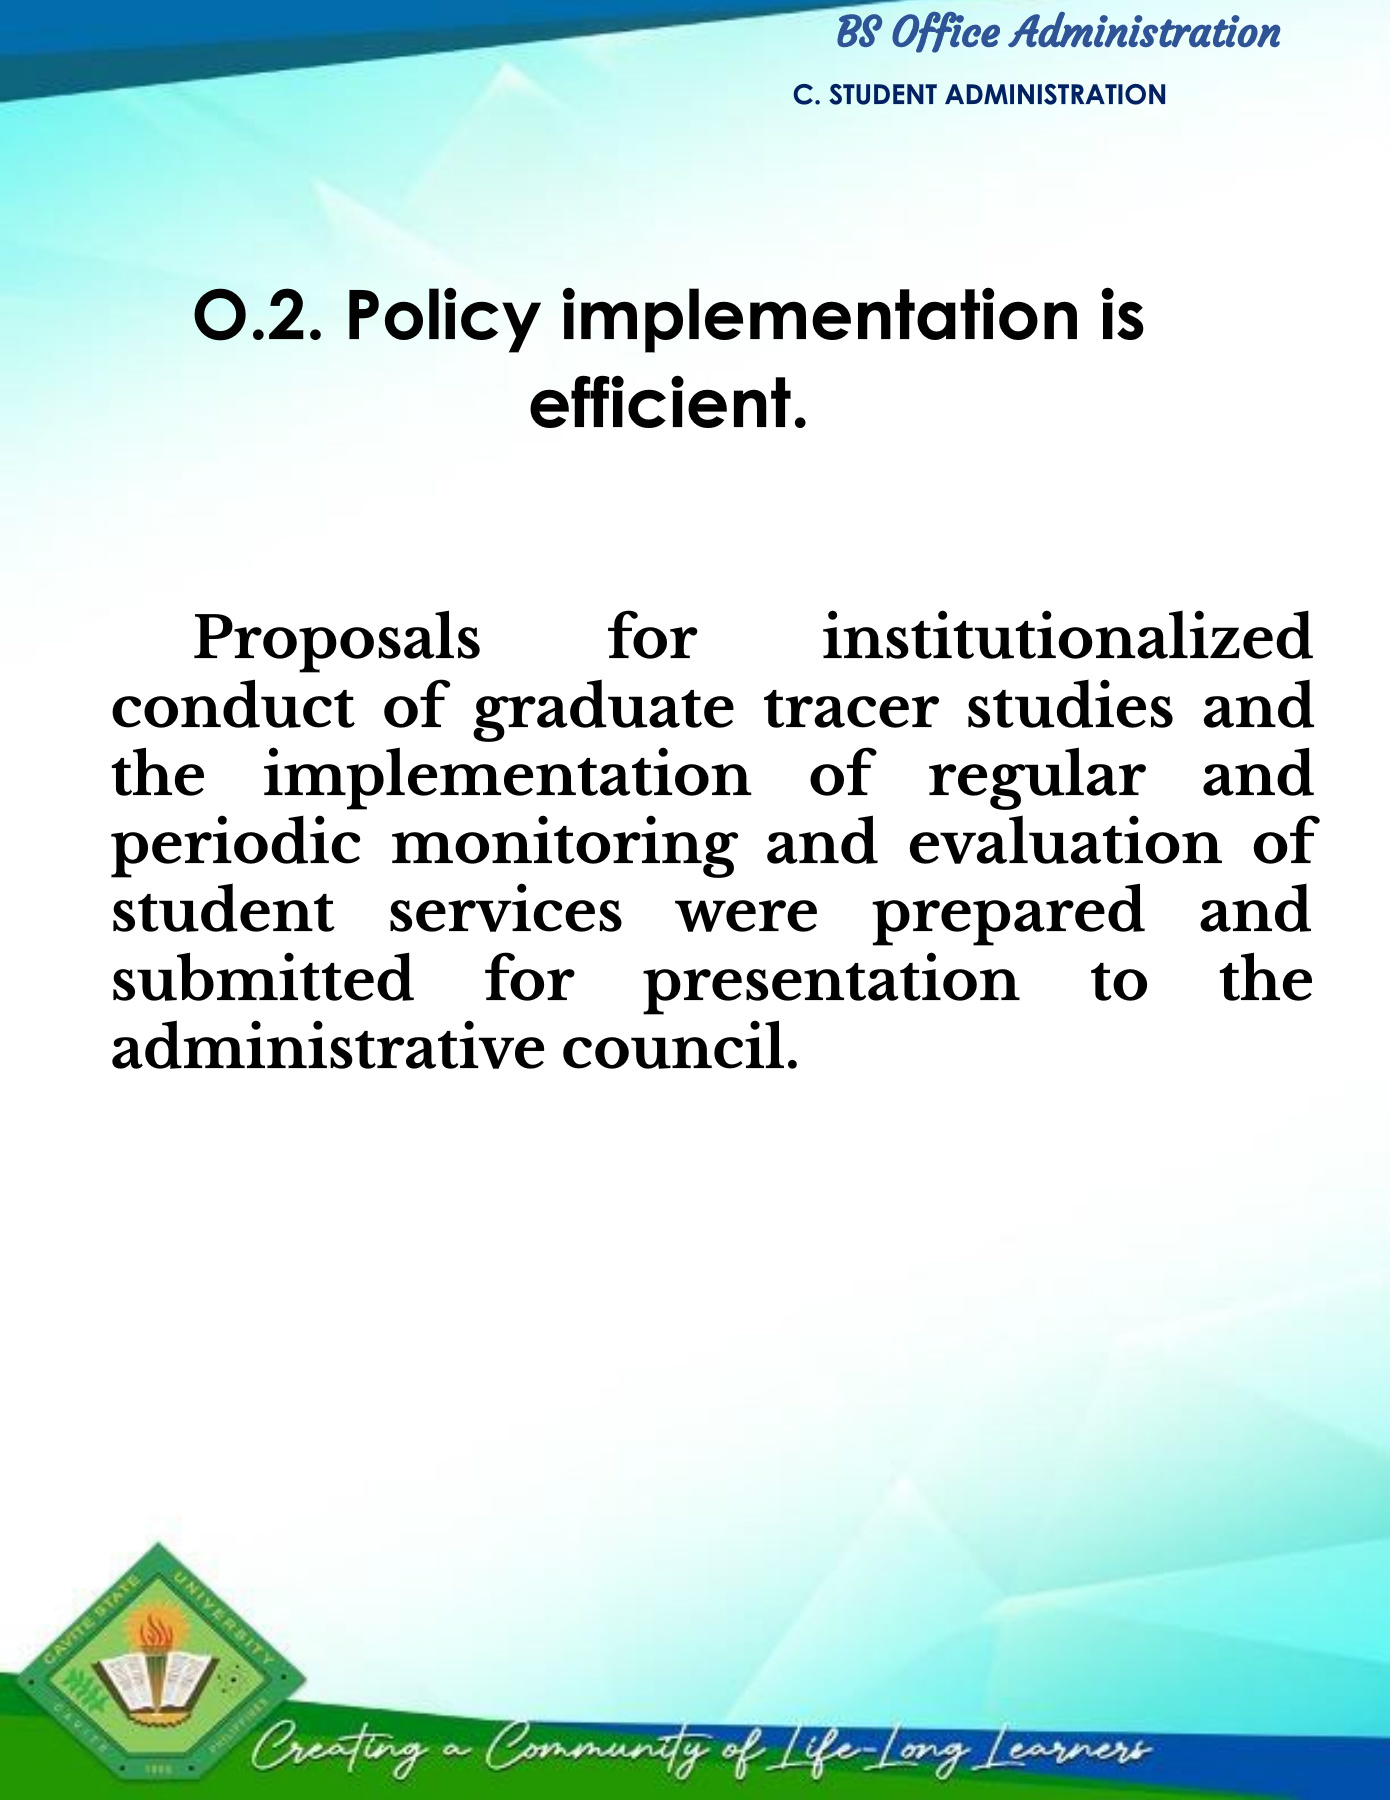 BS Office Administration
C. STUDENT ADMINISTRATION
O.2. Policy implementation is
efficient.
Proposals for institutionalized
conduct of graduate tracer studies and
the implementation of regular and
periodic monitoring and evaluation of
student services were prepared and
submitted for presentation to the
administrative council.
CAVITE STATE UNIVERSITY
CAVITE
1906
PHILIPPINES
Creating a Community of Life-Long Learners